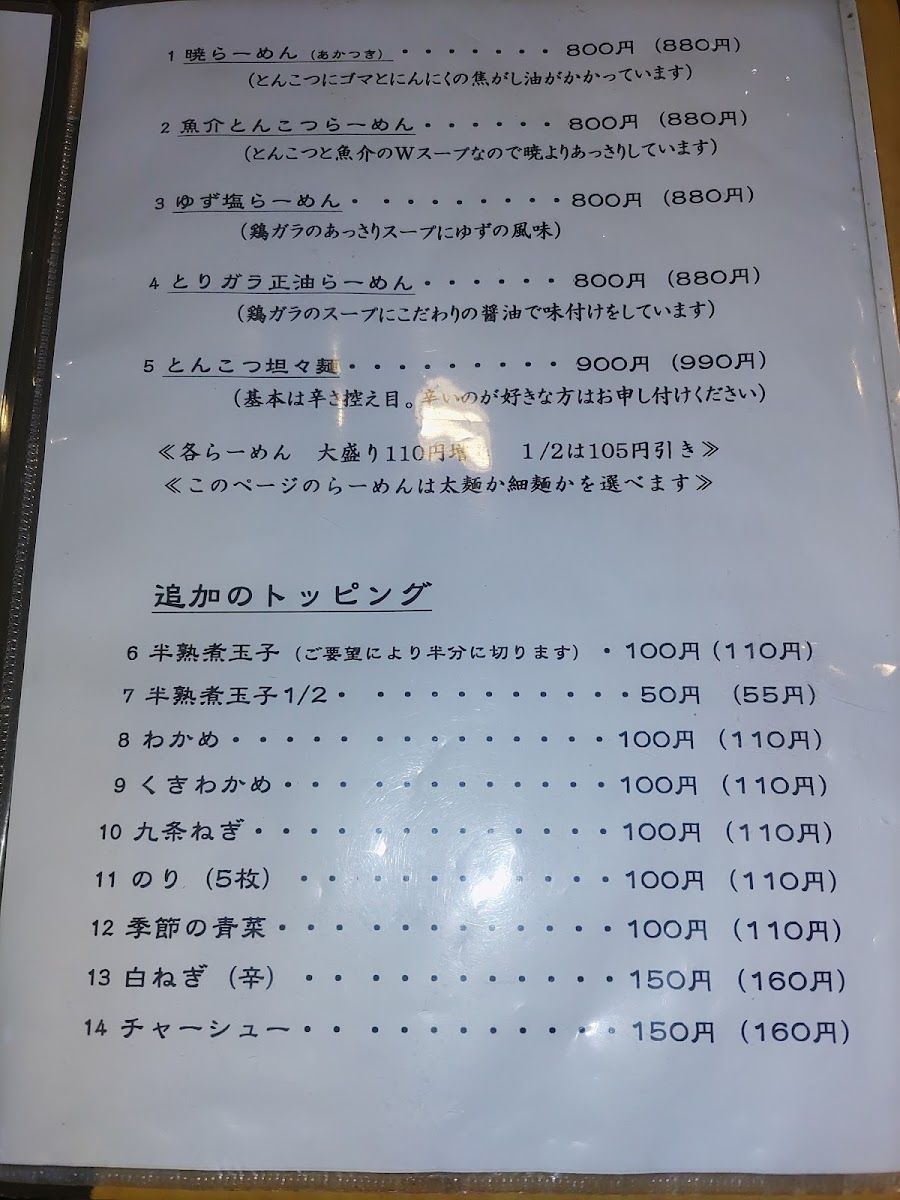 1 暁らーめん（あかつき）・・・・・・・800円（880円）
（とんこつにゴマとにんにくの焦がし油がかかっています）
2 魚介とんこつらーめん・・・・・・800円（880円）
（とんこつと魚介のWスープなので暁よりあっさりしています）
3 ゆず塩らーめん・・・・・・・・・・800円（880円）
（鶏ガラのあっさりスープにゆずの風味）
4 とりガラ正油らーめん・・・・・・・800円（880円）
（鶏ガラのスープにこだわりの醤油で味付けをしています）
5 とんこつ坦々麺・・・・・・・・・・900円（990円）
（基本は辛さ控え目。辛いのが好きな方はお申し付けください）
≪各らーめん　大盛り110円増　1/2は105円引き≫
≪このページのらーめんは太麺か細麺かを選べます≫
追加のトッピング
6 半熟煮玉子（ご要望により半分に切ります）・100円（110円）
7 半熟煮玉子1/2・・・・・・・・・・・・50円（55円）
8 わかめ・・・・・・・・・・・・・・・・100円（110円）
9 くきわかめ・・・・・・・・・・・・・・100円（110円）
10 九条ねぎ・・・・・・・・・・・・・・・100円（110円）
11 のり（5枚）・・・・・・・・・・・・・100円（110円）
12 季節の青菜・・・・・・・・・・・・・・100円（110円）
13 白ねぎ（辛）・・・・・・・・・・・・・150円（160円）
14 チャーシュー・・・・・・・・・・・・・150円（160円）